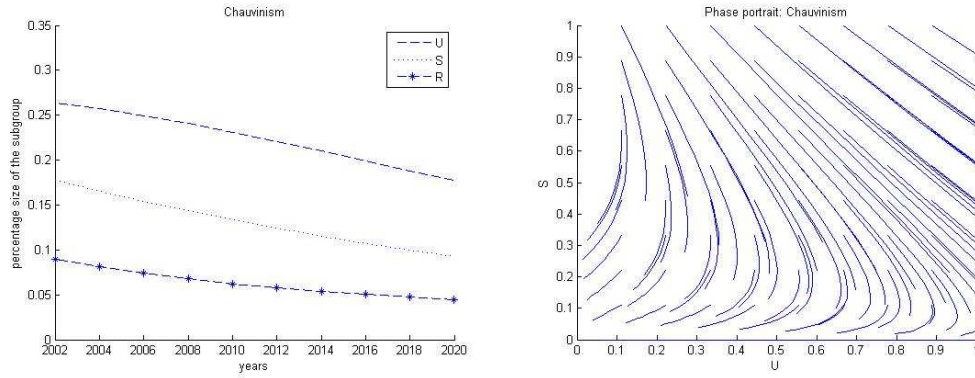 Chauvinism
percentage size of the subgroup
0.35
0.3
0.25
0.2
0.15
0.1
0.05
0
U
S
R
2002 2004 2006 2008 2010 2012 2014 2016 2018 2020
years
Phase portrait: Chauvinism
S
1
0.9
0.8
0.7
0.6
0.5
0.4
0.3
0.2
0.1
0
0 0.1 0.2 0.3 0.4 0.5 0.6 0.7 0.8 0.9 1
U